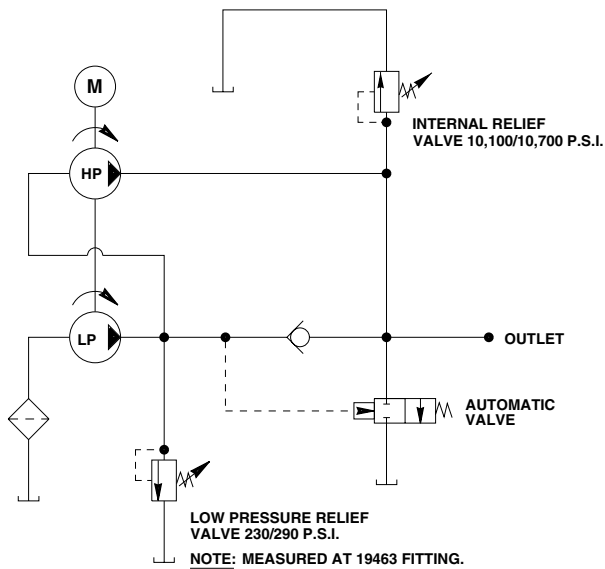 M
INTERNAL RELIEF
VALVE 10,100/10,700 P.S.I.
HP
LP
OUTLET
AUTOMATIC
VALVE
LOW PRESSURE RELIEF
VALVE 230/290 P.S.I.
NOTE: MEASURED AT 19463 FITTING.